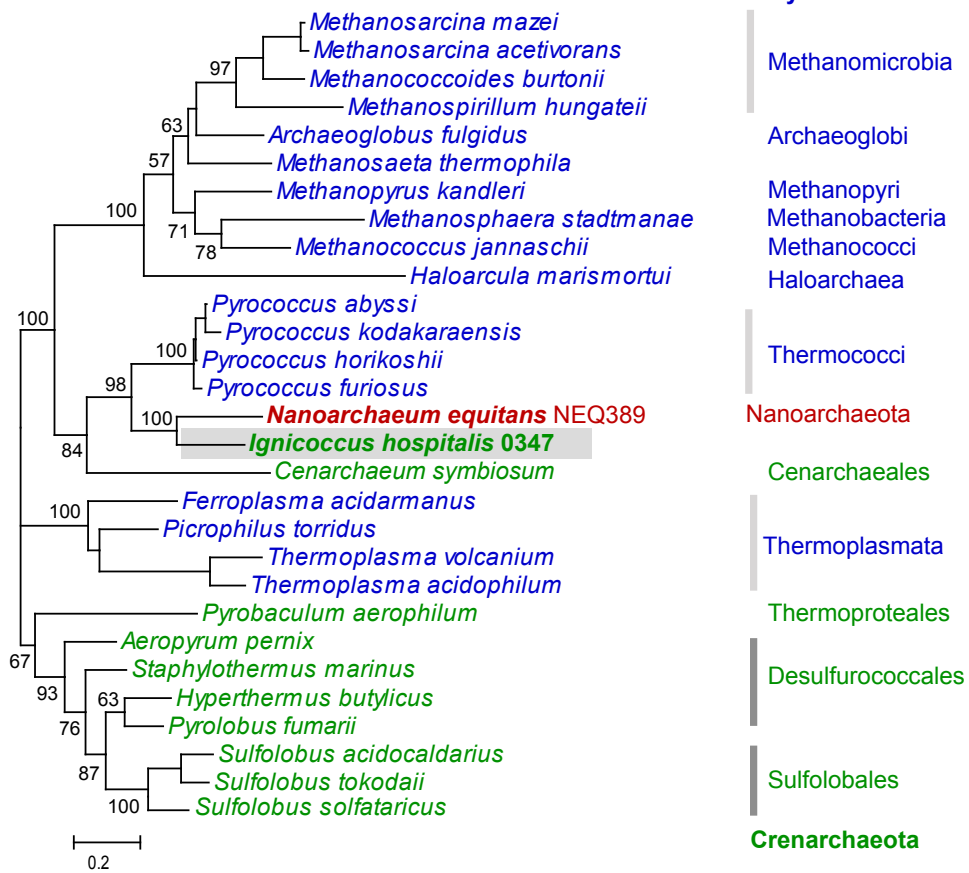 Methanosarcina mazei
Methanosarcina acetivorans
97 Methanococcoides burtonii
Methanomicrobia
Methanospirillum hungateii
63 Archaeoglobus fulgidus Archaeoglobi
57 Methanosaeta thermophila
Methanopyrus kandleri Methanopyri
100 Methanosphaera stadtmanae Methanobacteria
71 78 Methanococcus jannaschii Methanococci
Haloarcula marismortui Haloarchaea
Pyrococcus abyssi
100 Pyrococcus kodakaraensis
100 Pyrococcus horikoshii Thermococci
Pyrococcus furiosus
98 Nanoarchaeum equitans NEQ389 Nanoarchaeota
100 Ignicoccus hospitalis 0347
84 Cenarchaeum symbiosum Cenarchaeales
Ferroplasma acidarmanus
100 Picrophilus torridus
Thermoplasma volcanium Thermoplasmata
Thermoplasma acidophilum
Pyrobaculum aerophilum Thermoproteales
67 Aeropyrum pernix
93 Staphylothermus marinus Desulfurococcales
76 63 Hyperthermus butylicus
Pyrolobus fumarii
87 Sulfolobus acidocaldarius
Sulfolobus tokodaii Sulfolobales
100 Sulfolobus solfataricus
Crenarchaeota
0.2